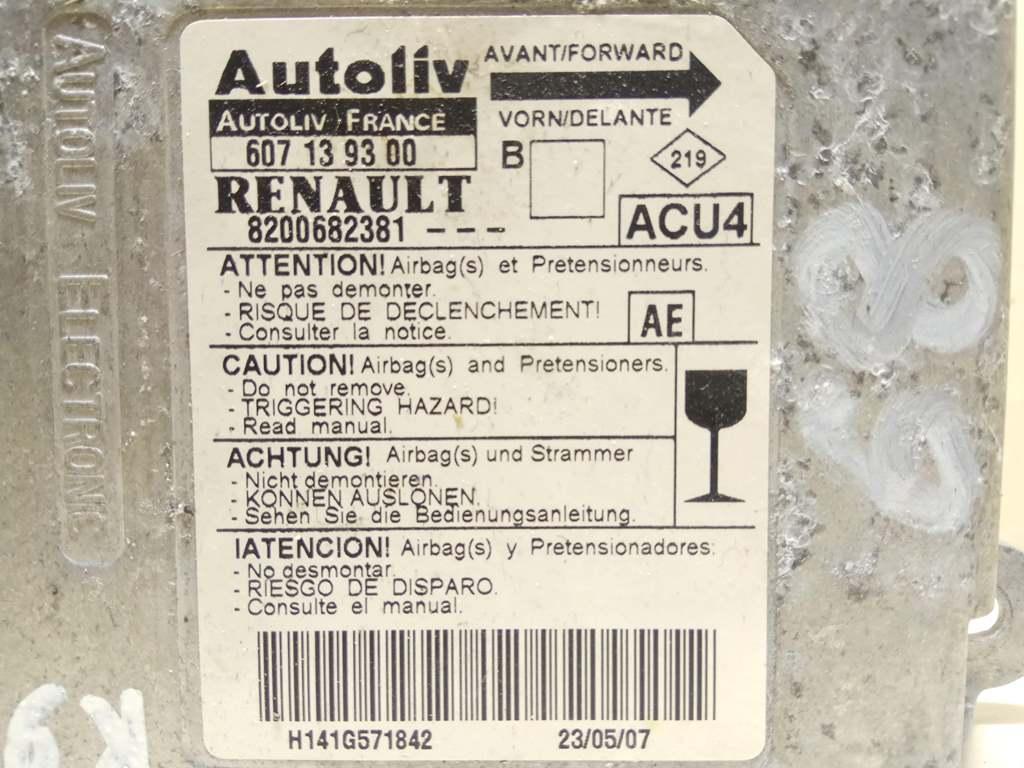 Autoliv
AUTOLIV FRANCE
607 13 93 00
RENAULT
8200682381 - - -
AVANT/FORWARD
VORN/DELANTE
B
219
ACU4
ATTENTION! Airbag(s) et Pretensionneurs.
- Ne pas demonter.
- RISQUE DE DECLENCHEMENT!
- Consulter la notice.
AE
CAUTION! Airbag(s) and Pretensioners.
- Do not remove.
- TRIGGERING HAZARD!
- Read manual.
ACHTUNG! Airbag(s) und Strammer
- Nicht demontieren.
- KONNEN AUSLONEN.
- Sehen Sie die Bedienungsanleitung.
!ATENCION! Airbag(s) y Pretensionadores:
- No desmontar.
- RIESGO DE DISPARO.
- Consulte el manual.
H141G571842 23/05/07
AUTOLIV - ELECTRONIC